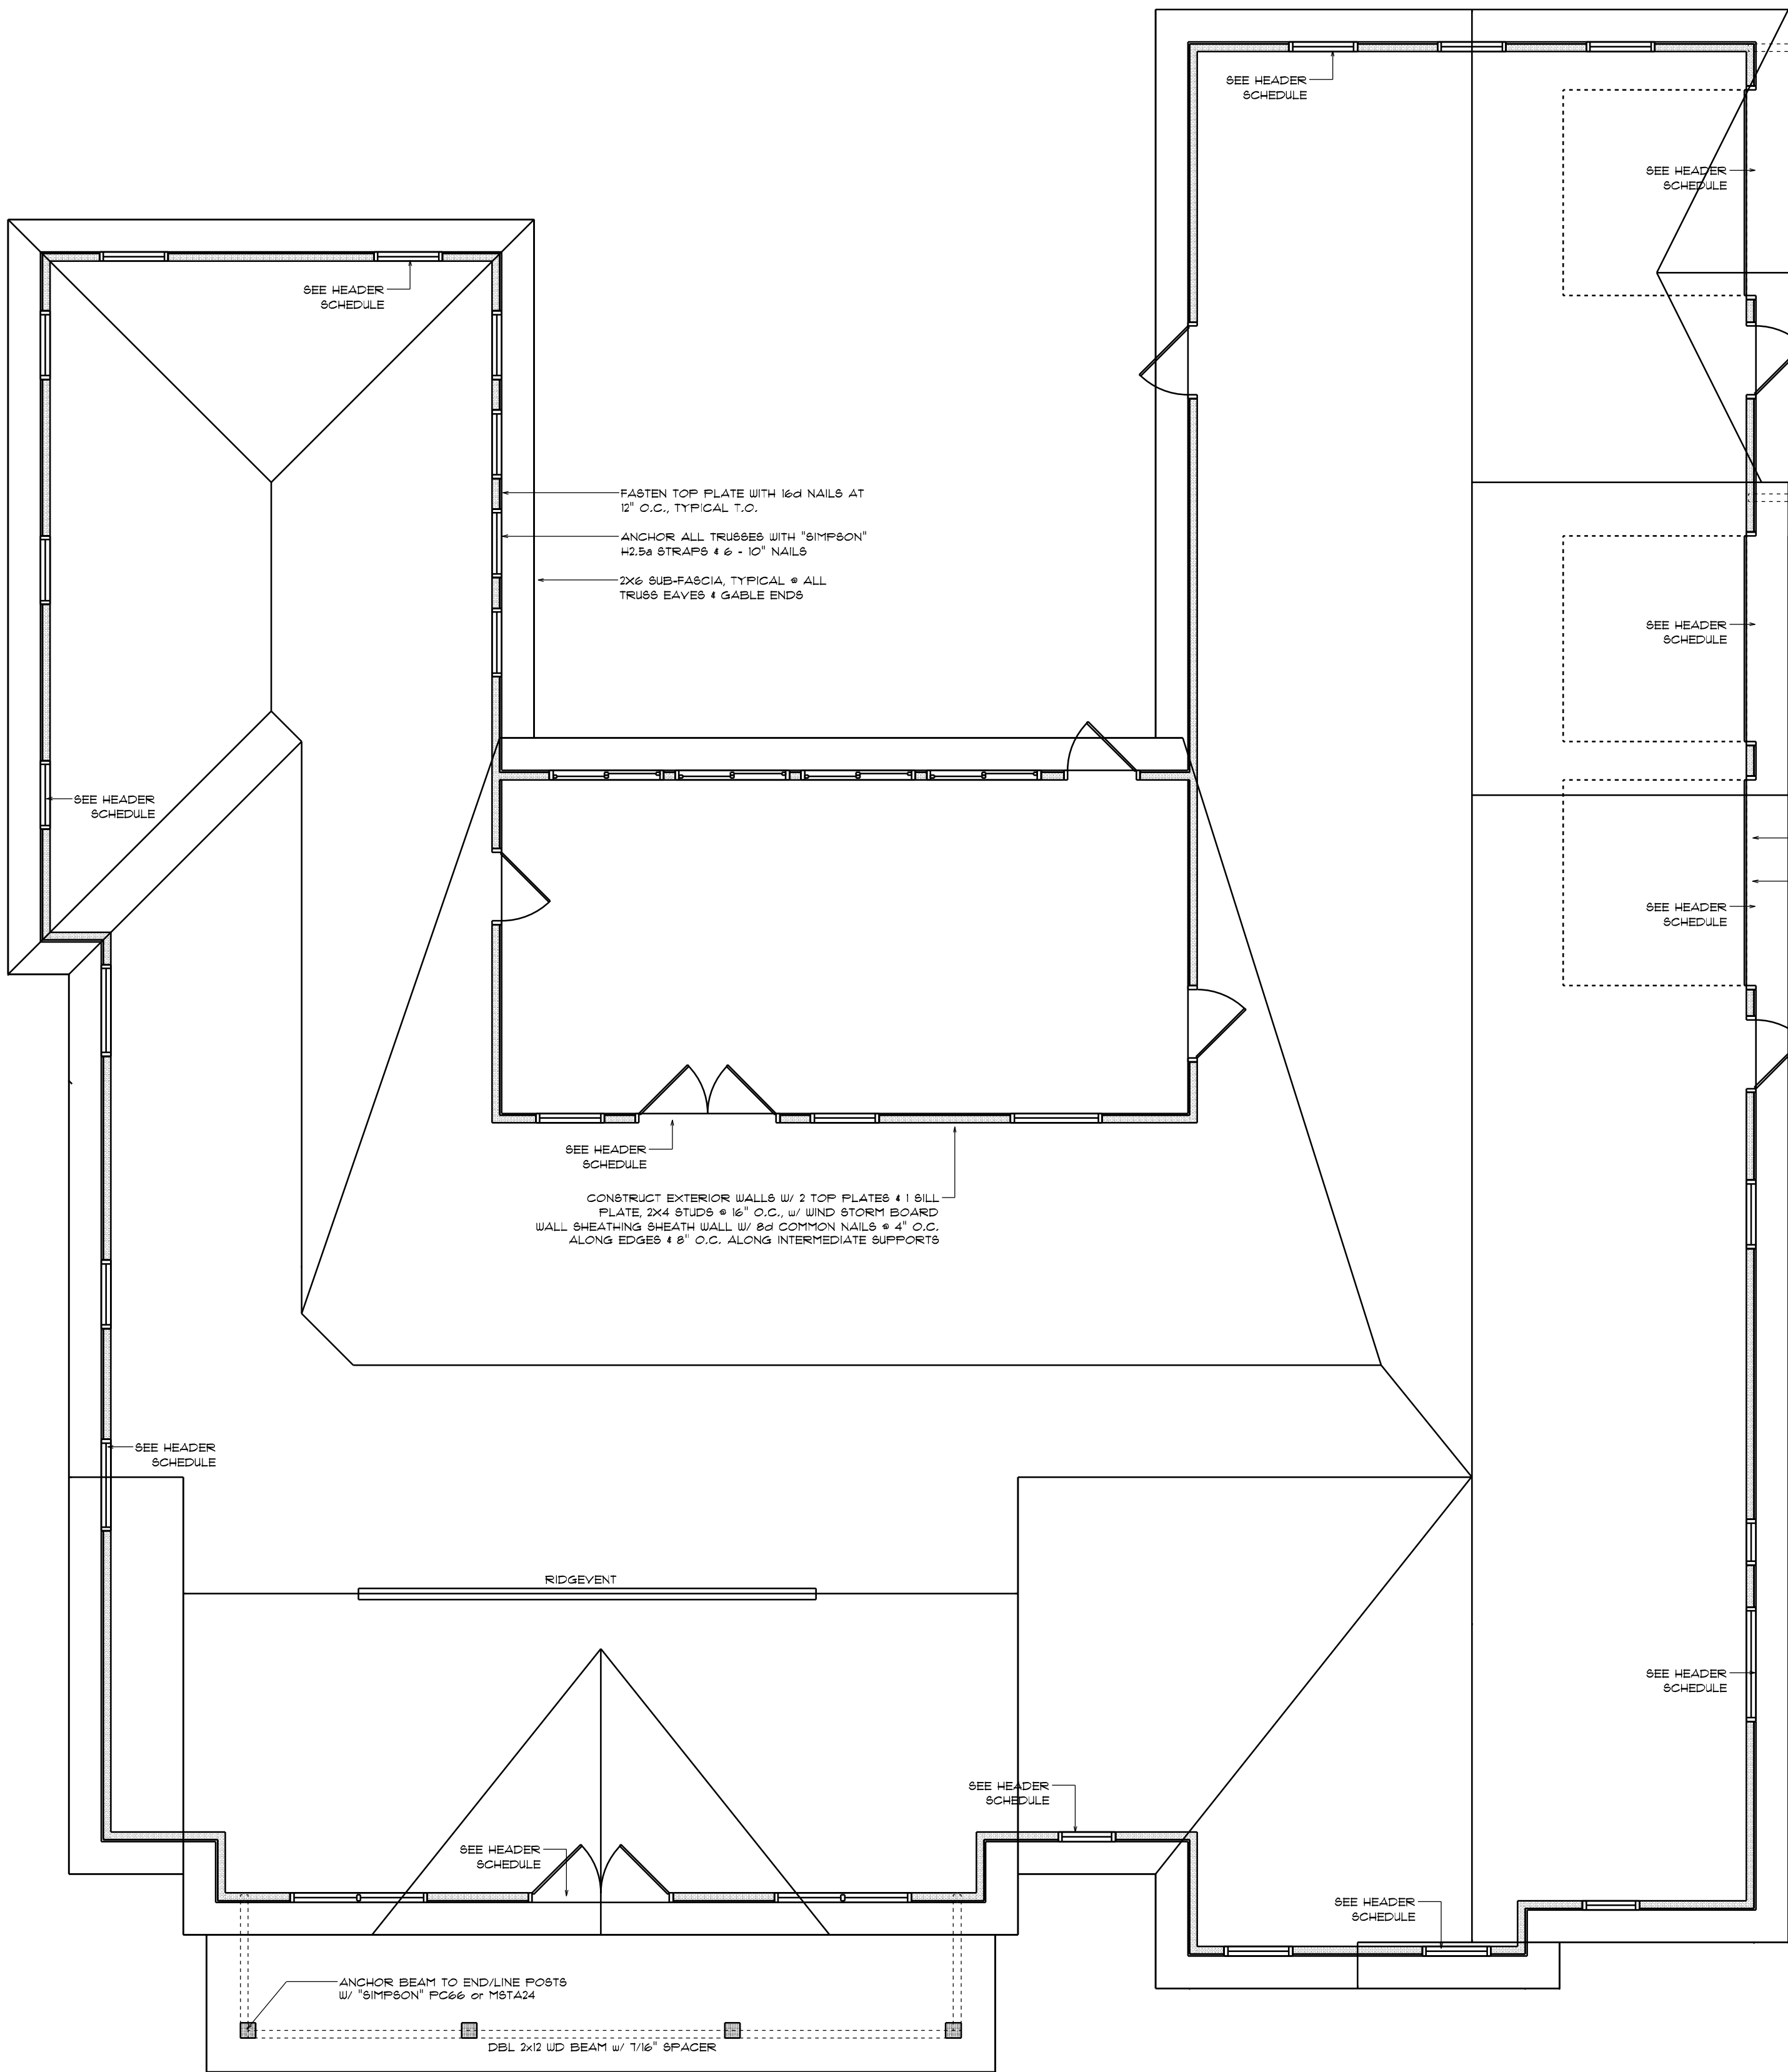 SEE HEADER
SCHEDULE
SEE HEADER
SCHEDULE
SEE HEADER
SCHEDULE
FASTEN TOP PLATE WITH 16d NAILS AT
12" O.C., TYPICAL T.O.
ANCHOR ALL TRUSSES WITH "SIMPSON"
H2.5a STRAPS & 6 - 10" NAILS
2X6 SUB-FASCIA, TYPICAL @ ALL
TRUSS EAVES & GABLE ENDS
SEE HEADER
SCHEDULE
SEE HEADER
SCHEDULE
SEE HEADER
SCHEDULE
SEE HEADER
SCHEDULE
CONSTRUCT EXTERIOR WALLS W/ 2 TOP PLATES & 1 SILL
PLATE, 2X4 STUDS @ 16" O.C., w/ WIND STORM BOARD
WALL SHEATHING SHEATH WALL W/ 8d COMMON NAILS @ 4" O.C.
ALONG EDGES & 8" O.C. ALONG INTERMEDIATE SUPPORTS
SEE HEADER
SCHEDULE
RIDGEVENT
SEE HEADER
SCHEDULE
SEE HEADER
SCHEDULE
SEE HEADER
SCHEDULE
SEE HEADER
SCHEDULE
ANCHOR BEAM TO END/LINE POSTS
W/ "SIMPSON" PC66 or MSTA24
DBL 2x12 WD BEAM w/ 7/16" SPACER